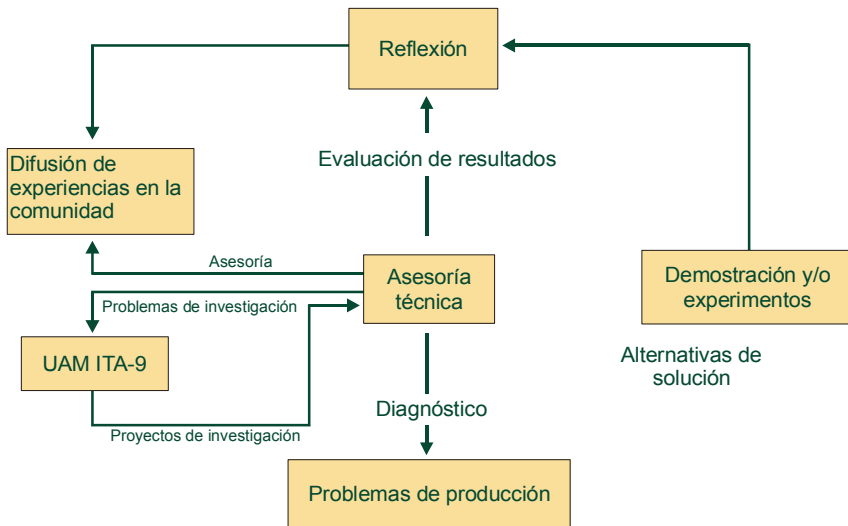 Reflexión
Evaluación de resultados
Difusión de
experiencias en la
comunidad
Asesoría
Asesoría
técnica
Demostración y/o
experimentos
Problemas de investigación
UAM ITA-9
Alternativas de
solución
Diagnóstico
Proyectos de investigación
Problemas de producción